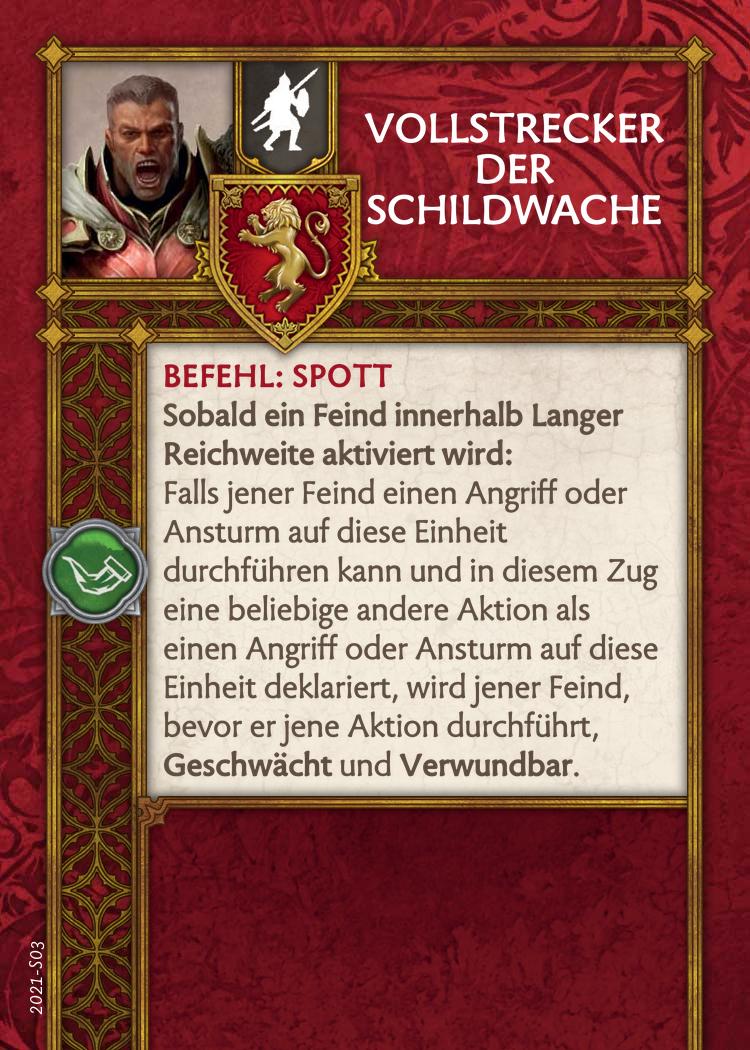 VOLLSTRECKER
DER
SCHILDWACHE
BEFEHL: SPOTT
Sobald ein Feind innerhalb Langer
Reichweite aktiviert wird:
Falls jener Feind einen Angriff oder
Ansturm auf diese Einheit
durchführen kann und in diesem Zug
eine beliebige andere Aktion als
einen Angriff oder Ansturm auf diese
Einheit deklariert, wird jener Feind,
bevor er jene Aktion durchführt,
Geschwächt und Verwundbar.
2021-S03